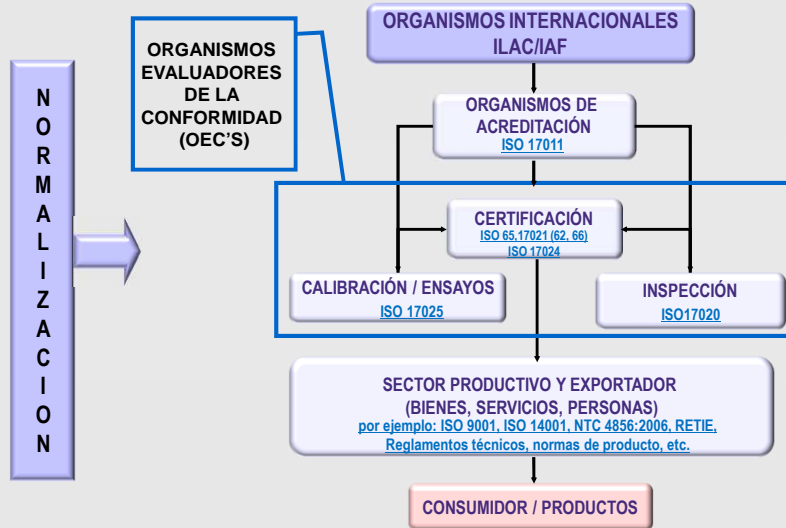 NORMALIZACION
ORGANISMOS
EVALUADORES
DE LA
CONFORMIDAD
(OEC’S)
ORGANISMOS INTERNACIONALES
ILAC/IAF
ORGANISMOS DE
ACREDITACIÓN
ISO 17011
CERTIFICACIÓN
ISO 65,17021 (62, 66)
ISO 17024
CALIBRACIÓN / ENSAYOS
ISO 17025
INSPECCIÓN
ISO17020
SECTOR PRODUCTIVO Y EXPORTADOR
(BIENES, SERVICIOS, PERSONAS)
por ejemplo: ISO 9001, ISO 14001, NTC 4856:2006, RETIE,
Reglamentos técnicos, normas de producto, etc.
CONSUMIDOR / PRODUCTOS